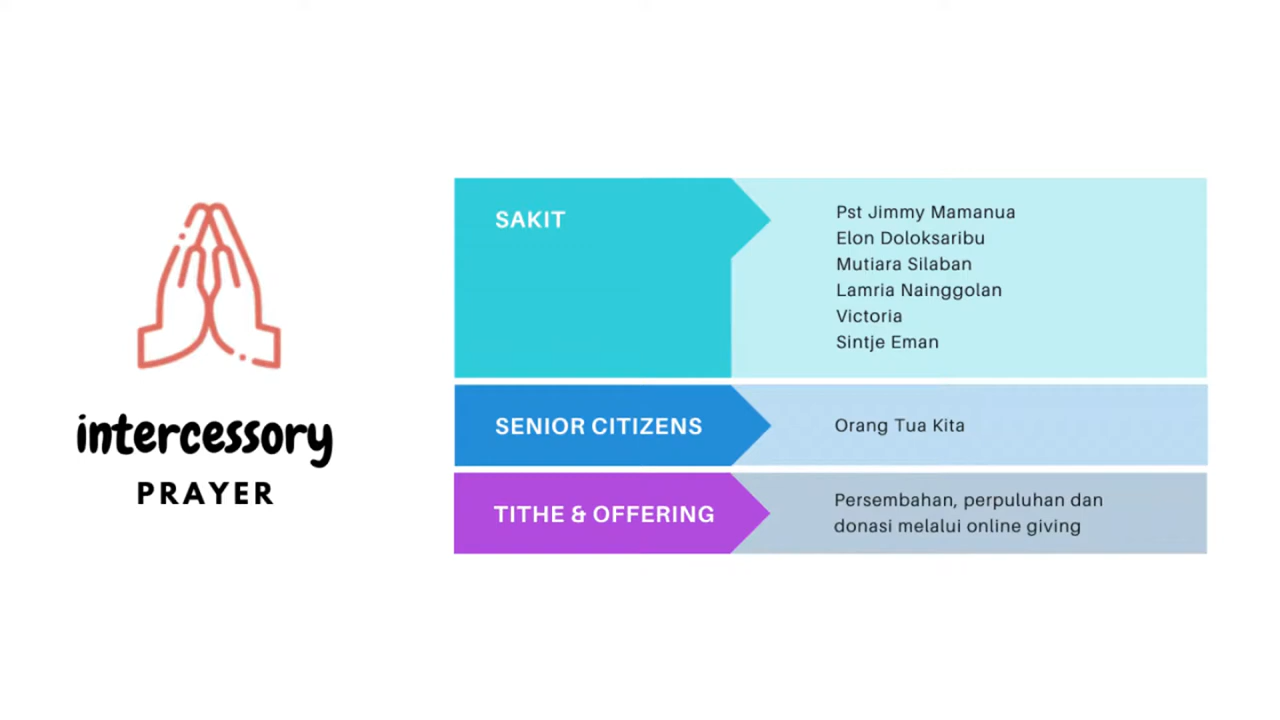 intercessory
PRAYER
SAKIT
Pst Jimmy Mamanua
Elon Doloksaribu
Mutiara Silaban
Lamria Nainggolan
Victoria
Sintje Eman
SENIOR CITIZENS
Orang Tua Kita
TITHE & OFFERING
Persembahan, perpuluhan dan
donasi melalui online giving